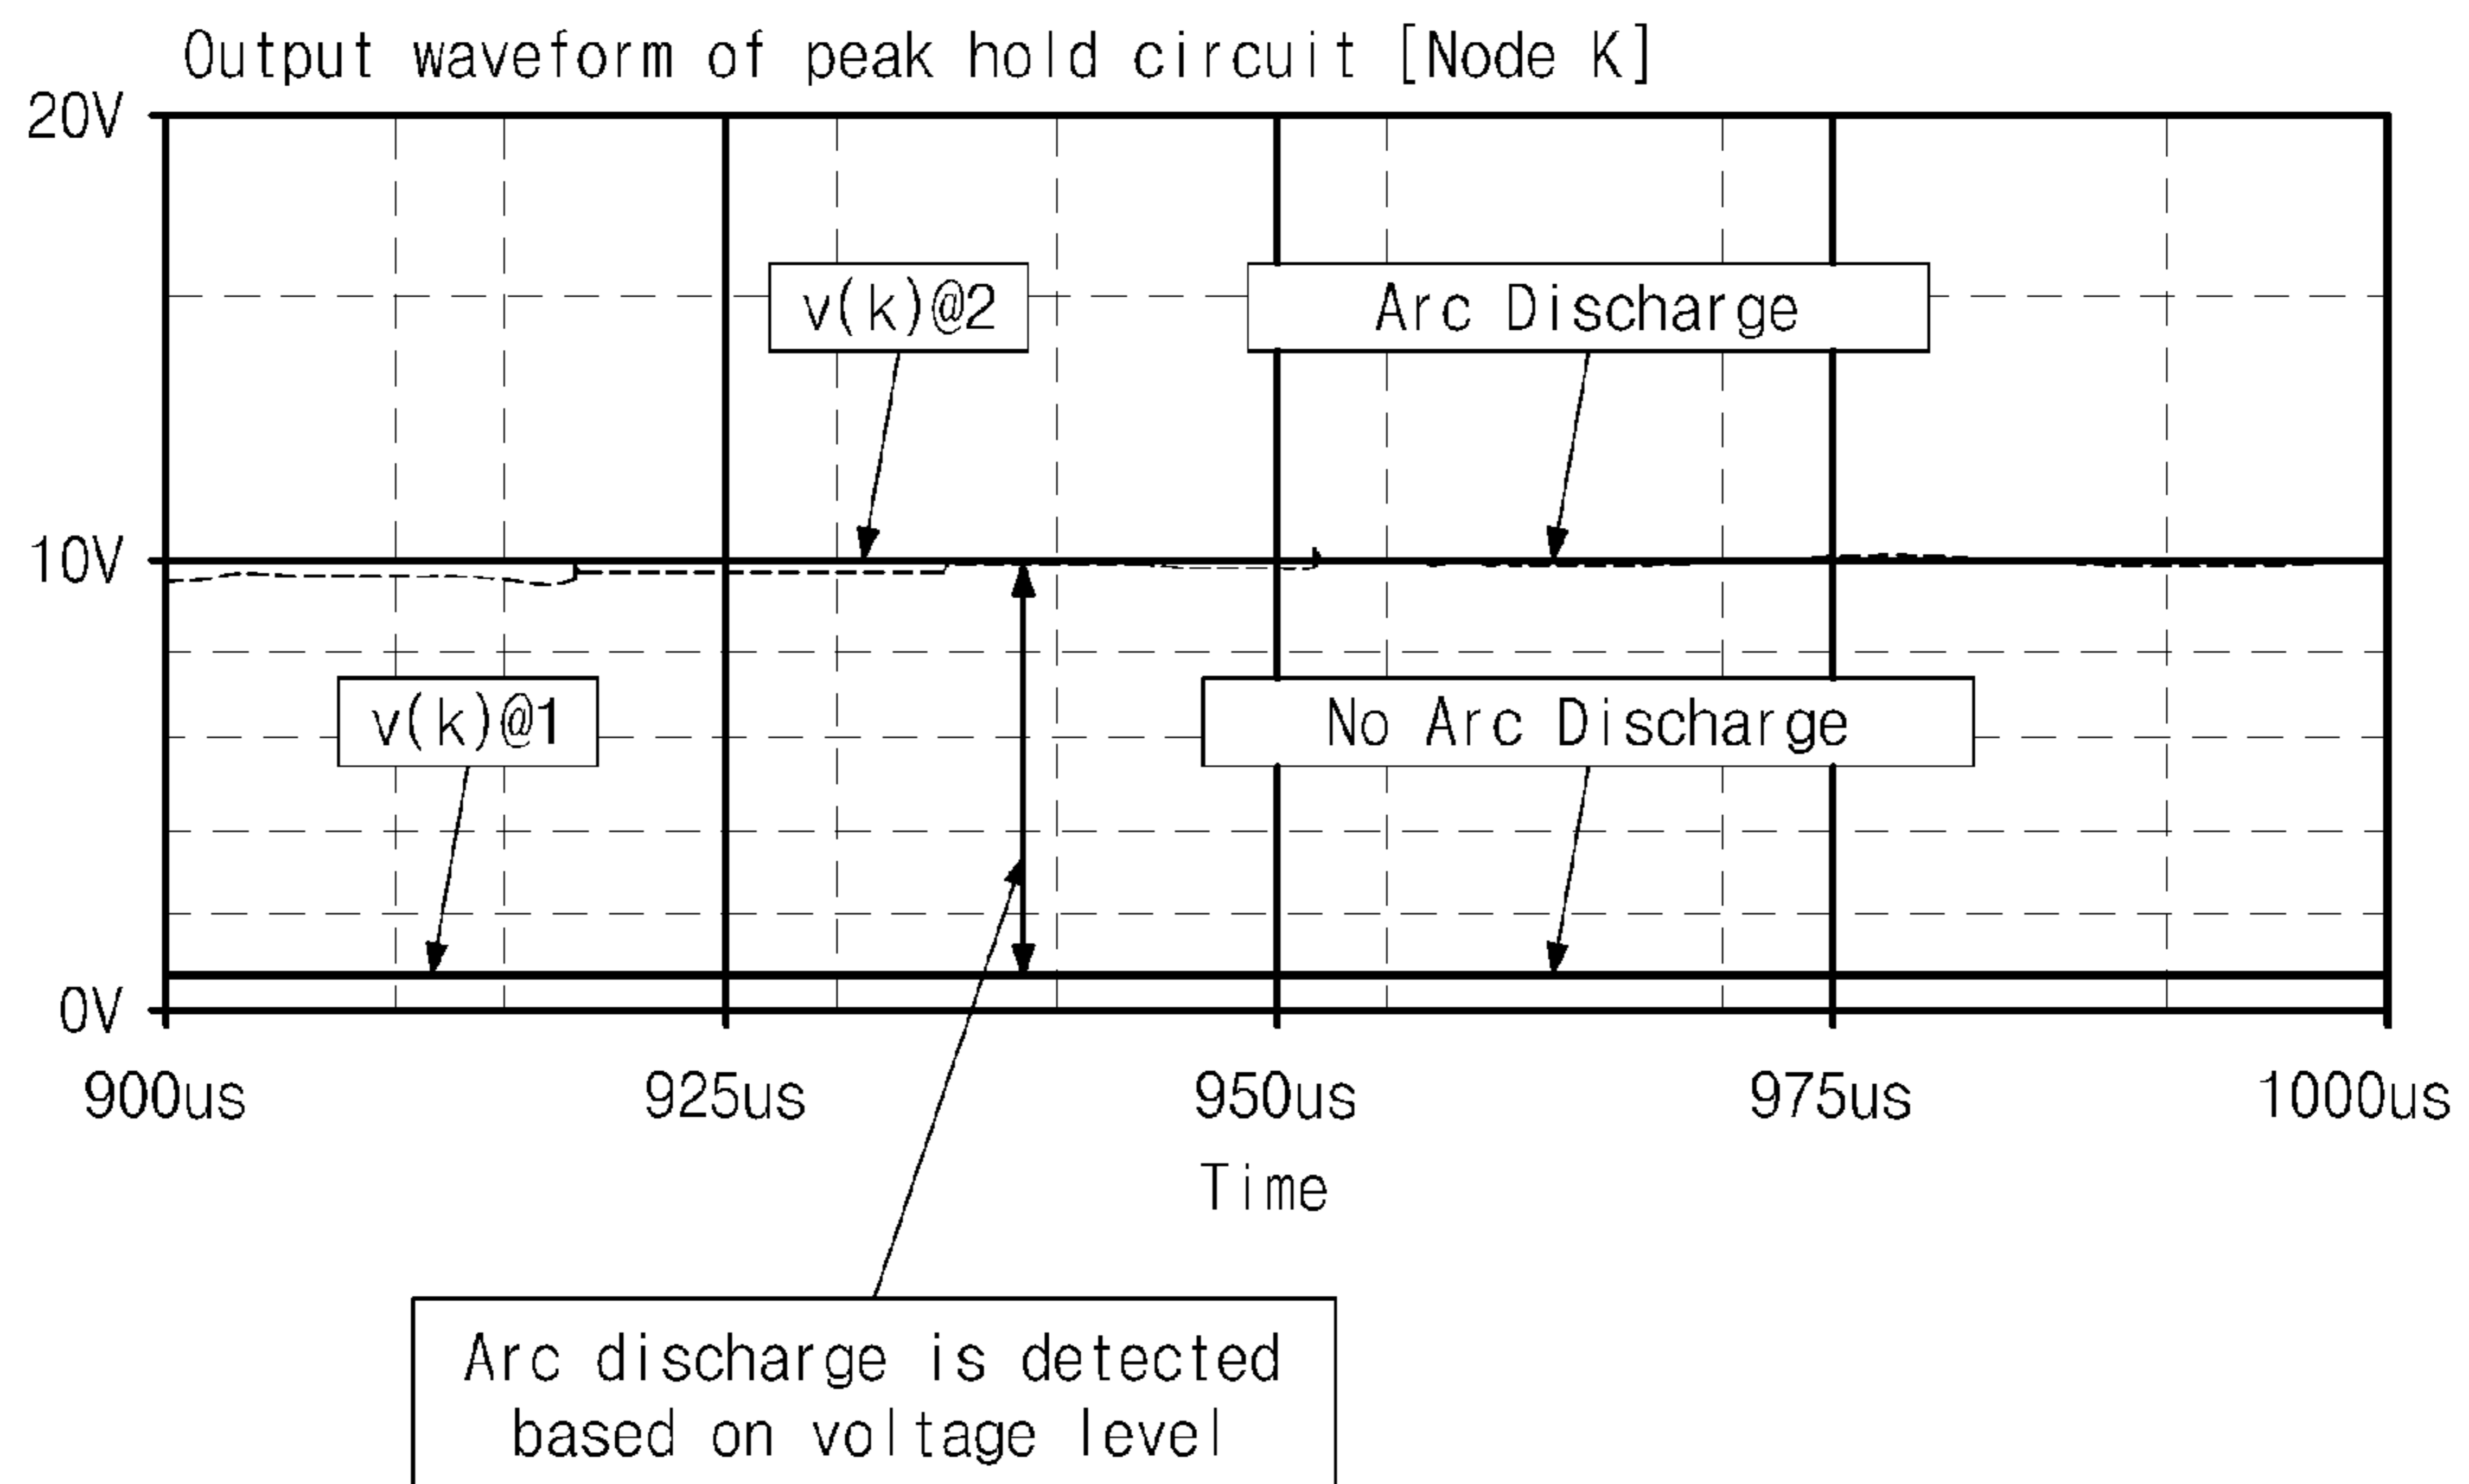 Output waveform of peak hold circuit [Node K]
20V
v(k)@2
Arc Discharge
10V
v(k)@1
No Arc Discharge
0V
900us
925us
950us
975us
1000us
Time
Arc discharge is detected
based on voltage level